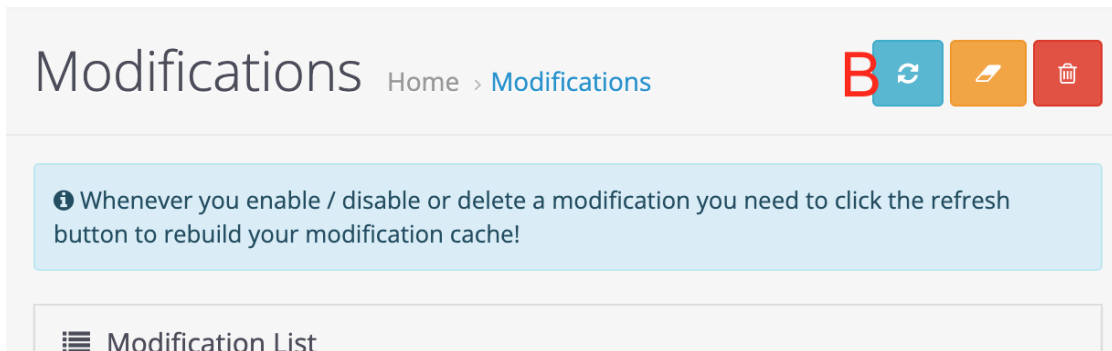 Modifications Home › Modifications B
Whenever you enable / disable or delete a modification you need to click the refresh
button to rebuild your modification cache!
Modification List